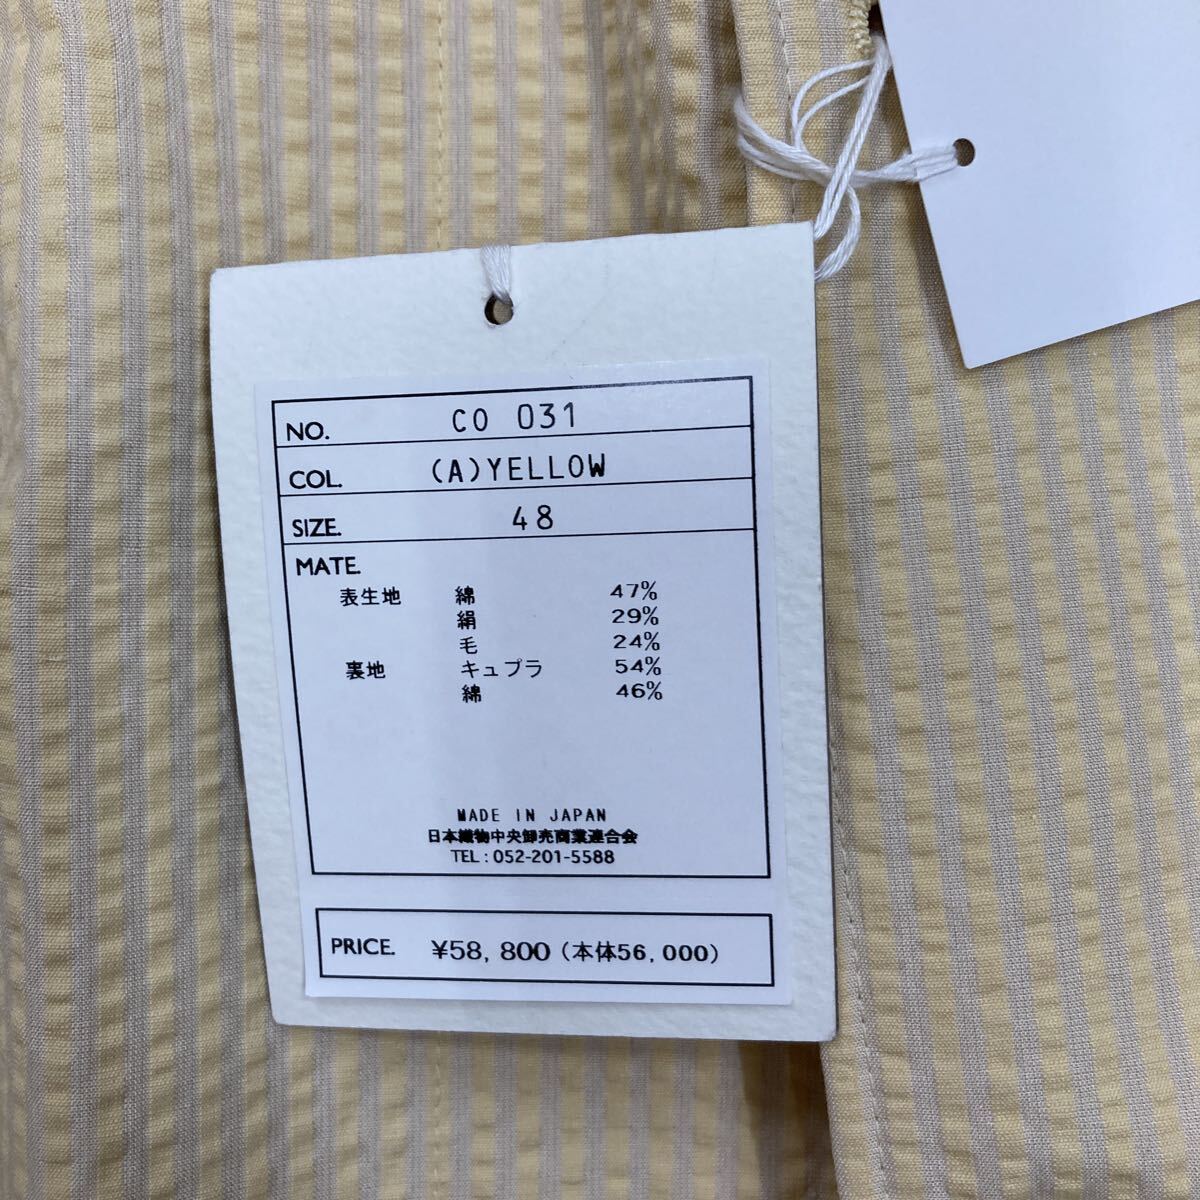 NO. CO 031
COL. (A)YELLOW
SIZE. 48
MATE.
表生地 綿 47%
絹 29%
毛 24%
裏地 キュプラ 54%
綿 46%
MADE IN JAPAN
日本織物中央卸売商業連合会
TEL：052-201-5588
PRICE. ¥58,800（本体56,000）